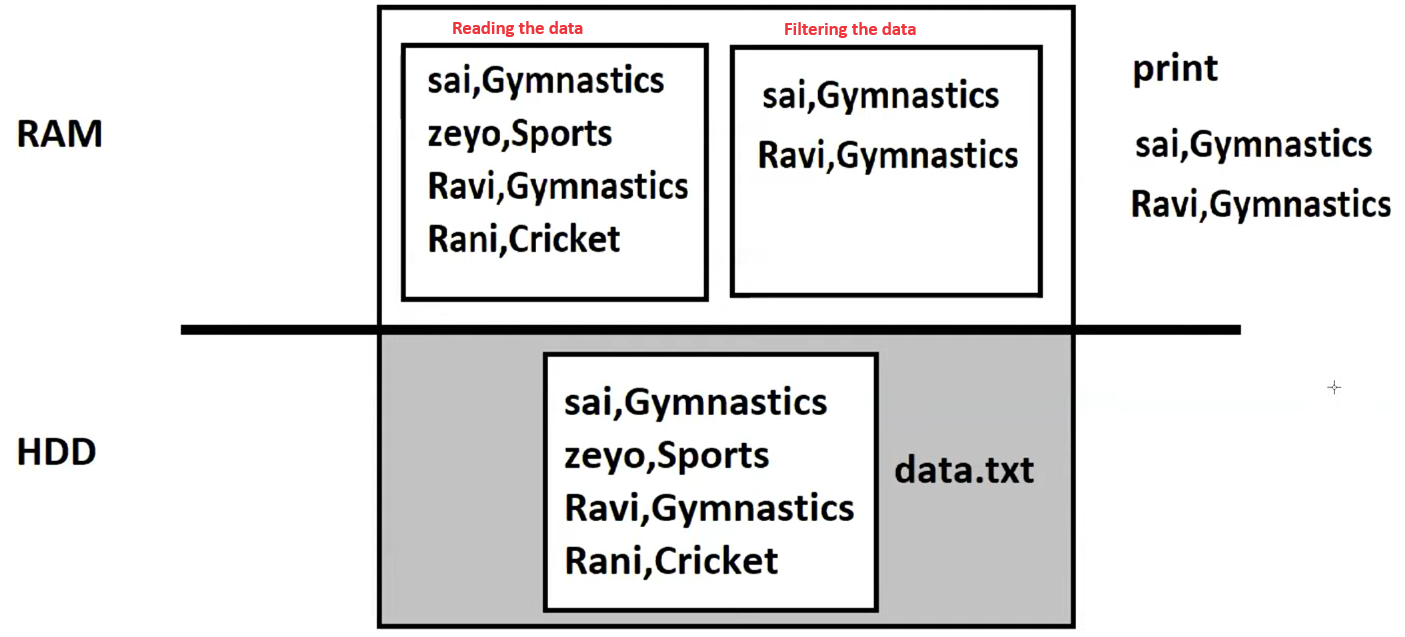 Reading the data
Filtering the data
RAM
sai,Gymnastics
zeyo,Sports
Ravi,Gymnastics
Rani,Cricket
sai,Gymnastics
Ravi,Gymnastics
print
sai,Gymnastics
Ravi,Gymnastics
HDD
sai,Gymnastics
zeyo,Sports
Ravi,Gymnastics
Rani,Cricket
data.txt